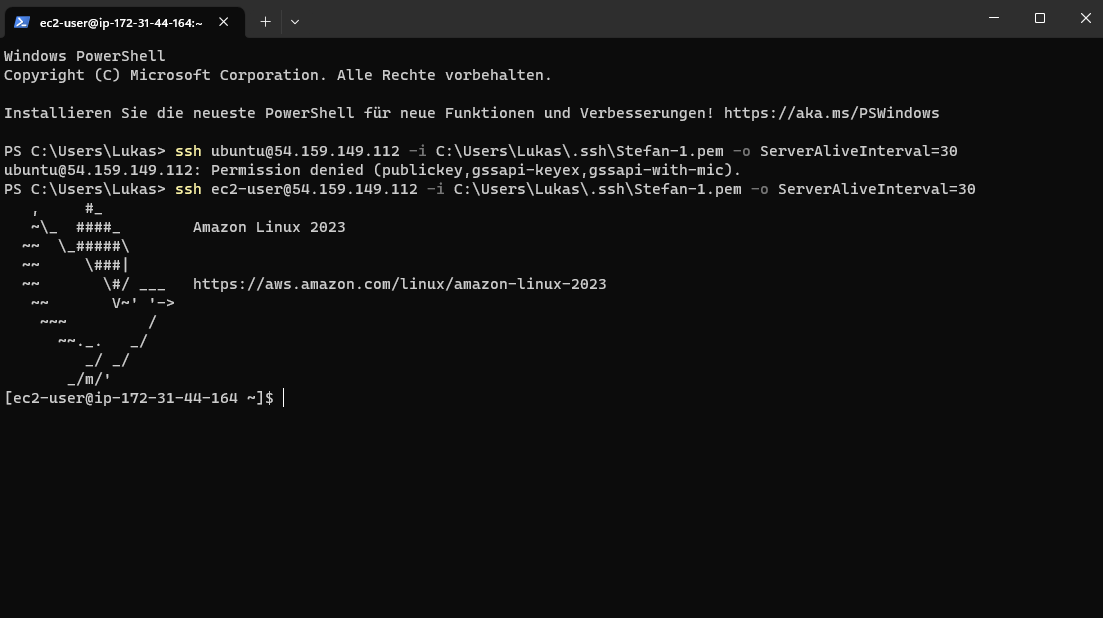 ec2-user@ip-172-31-44-164:~
Windows PowerShell
Copyright (C) Microsoft Corporation. Alle Rechte vorbehalten.
Installieren Sie die neueste PowerShell für neue Funktionen und Verbesserungen! https://aka.ms/PSWindows
PS C:\Users\Lukas> ssh ubuntu@54.159.149.112 -i C:\Users\Lukas\.ssh\Stefan-1.pem -o ServerAliveInterval=30
ubuntu@54.159.149.112: Permission denied (publickey,gssapi-keyex,gssapi-with-mic).
PS C:\Users\Lukas> ssh ec2-user@54.159.149.112 -i C:\Users\Lukas\.ssh\Stefan-1.pem -o ServerAliveInterval=30
   ,     #_
   ~\_  ####_        Amazon Linux 2023
  ~~  \_#####\
  ~~     \###|
  ~~       \#/ ___   https://aws.amazon.com/linux/amazon-linux-2023
   ~~       V~' '->
    ~~~         /
      ~~._.   _/
         _/ _/
       _/m/'
[ec2-user@ip-172-31-44-164 ~]$